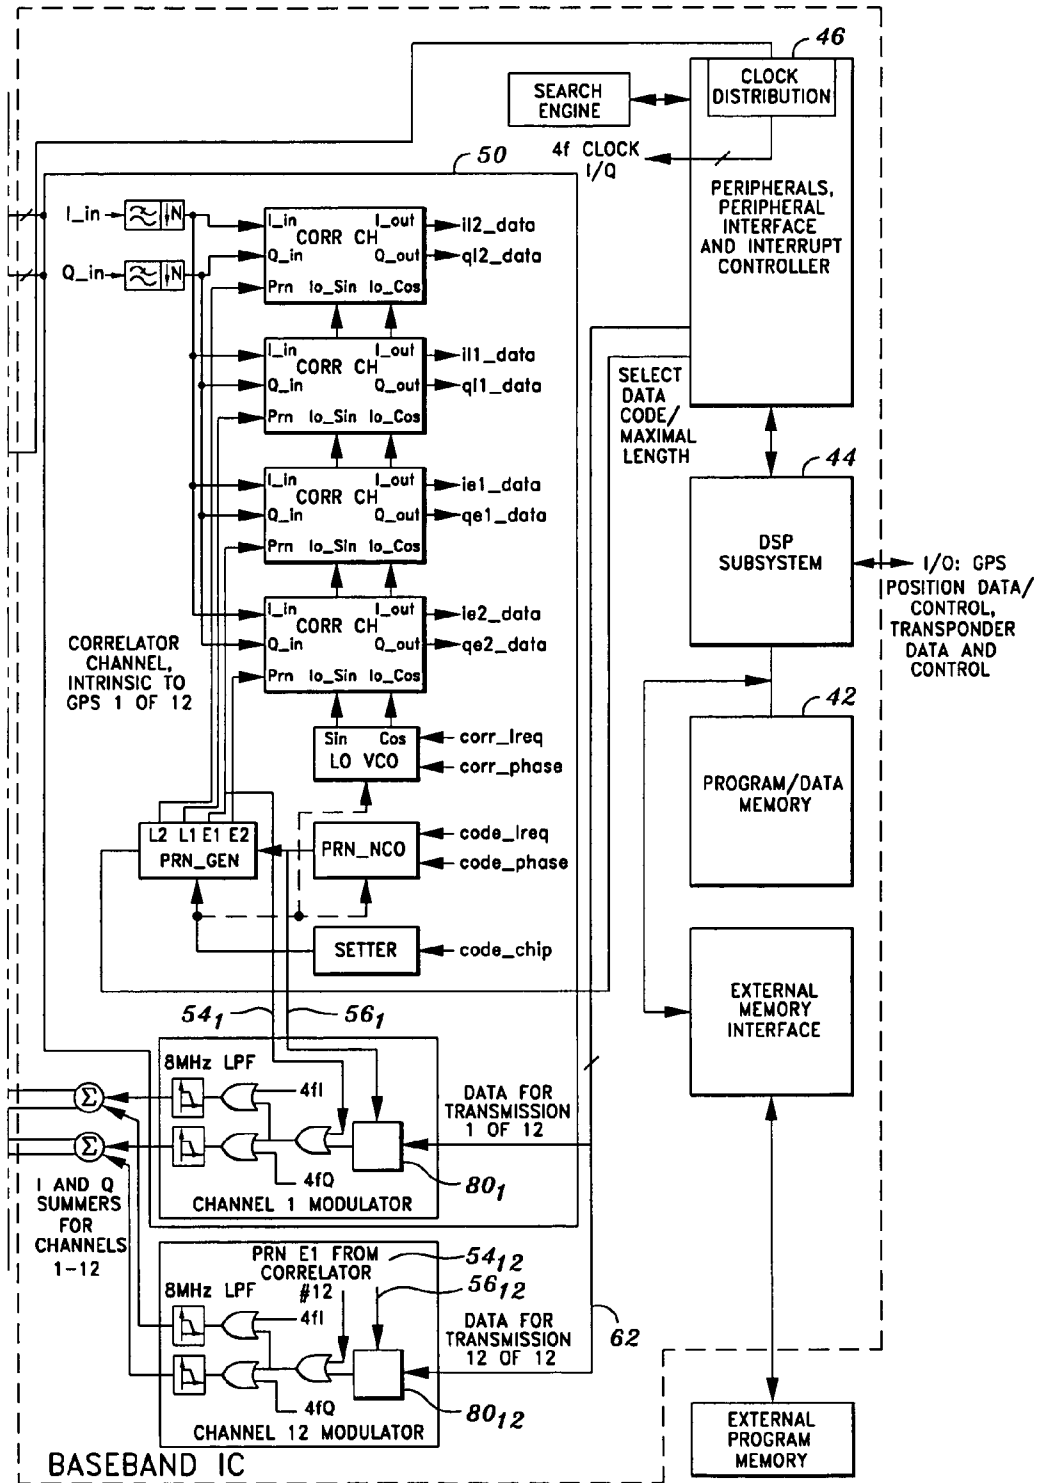 46
CLOCK
DISTRIBUTION
SEARCH
ENGINE
4f CLOCK
I/Q
PERIPHERALS,
PERIPHERAL
INTERFACE
AND INTERRUPT
CONTROLLER
50
I_in
↓N
Q_in
↓N
I_in I_out
CORR CH
Q_in Q_out
Prn lo_Sin lo_Cos
il2_data
ql2_data
I_in I_out
CORR CH
Q_in Q_out
Prn lo_Sin lo_Cos
il1_data
ql1_data
I_in I_out
CORR CH
Q_in Q_out
Prn lo_Sin lo_Cos
ie1_data
qe1_data
I_in I_out
CORR CH
Q_in Q_out
Prn lo_Sin lo_Cos
ie2_data
qe2_data
SELECT
DATA
CODE/
MAXIMAL
LENGTH
44
DSP
SUBSYSTEM
I/O: GPS
POSITION DATA/
CONTROL,
TRANSPONDER
DATA AND
CONTROL
CORRELATOR
CHANNEL,
INTRINSIC TO
GPS 1 OF 12
Sin Cos
LO VCO
corr_freq
corr_phase
42
PROGRAM/DATA
MEMORY
L2 L1 E1 E2
PRN_GEN
PRN_NCO
code_freq
code_phase
SETTER
code_chip
EXTERNAL
MEMORY
INTERFACE
54₁
56₁
8MHz LPF
4fI
Σ
Σ
4fQ
CHANNEL 1 MODULATOR
DATA FOR
TRANSMISSION
1 OF 12
80₁
I AND Q
SUMMERS
FOR
CHANNELS
1-12
PRN E1 FROM
CORRELATOR
#12
54₁₂
56₁₂
8MHz LPF
4fI
4fQ
CHANNEL 12 MODULATOR
DATA FOR
TRANSMISSION
12 OF 12
80₁₂
62
EXTERNAL
PROGRAM
MEMORY
BASEBAND IC